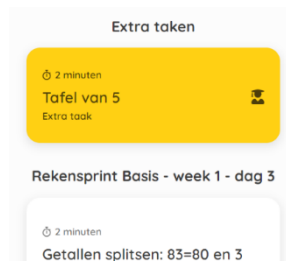 Extra taken
2 minuten
Tafel van 5
Extra taak
Rekensprint Basis - week 1 - dag 3
2 minuten
Getallen splitsen: 83=80 en 3